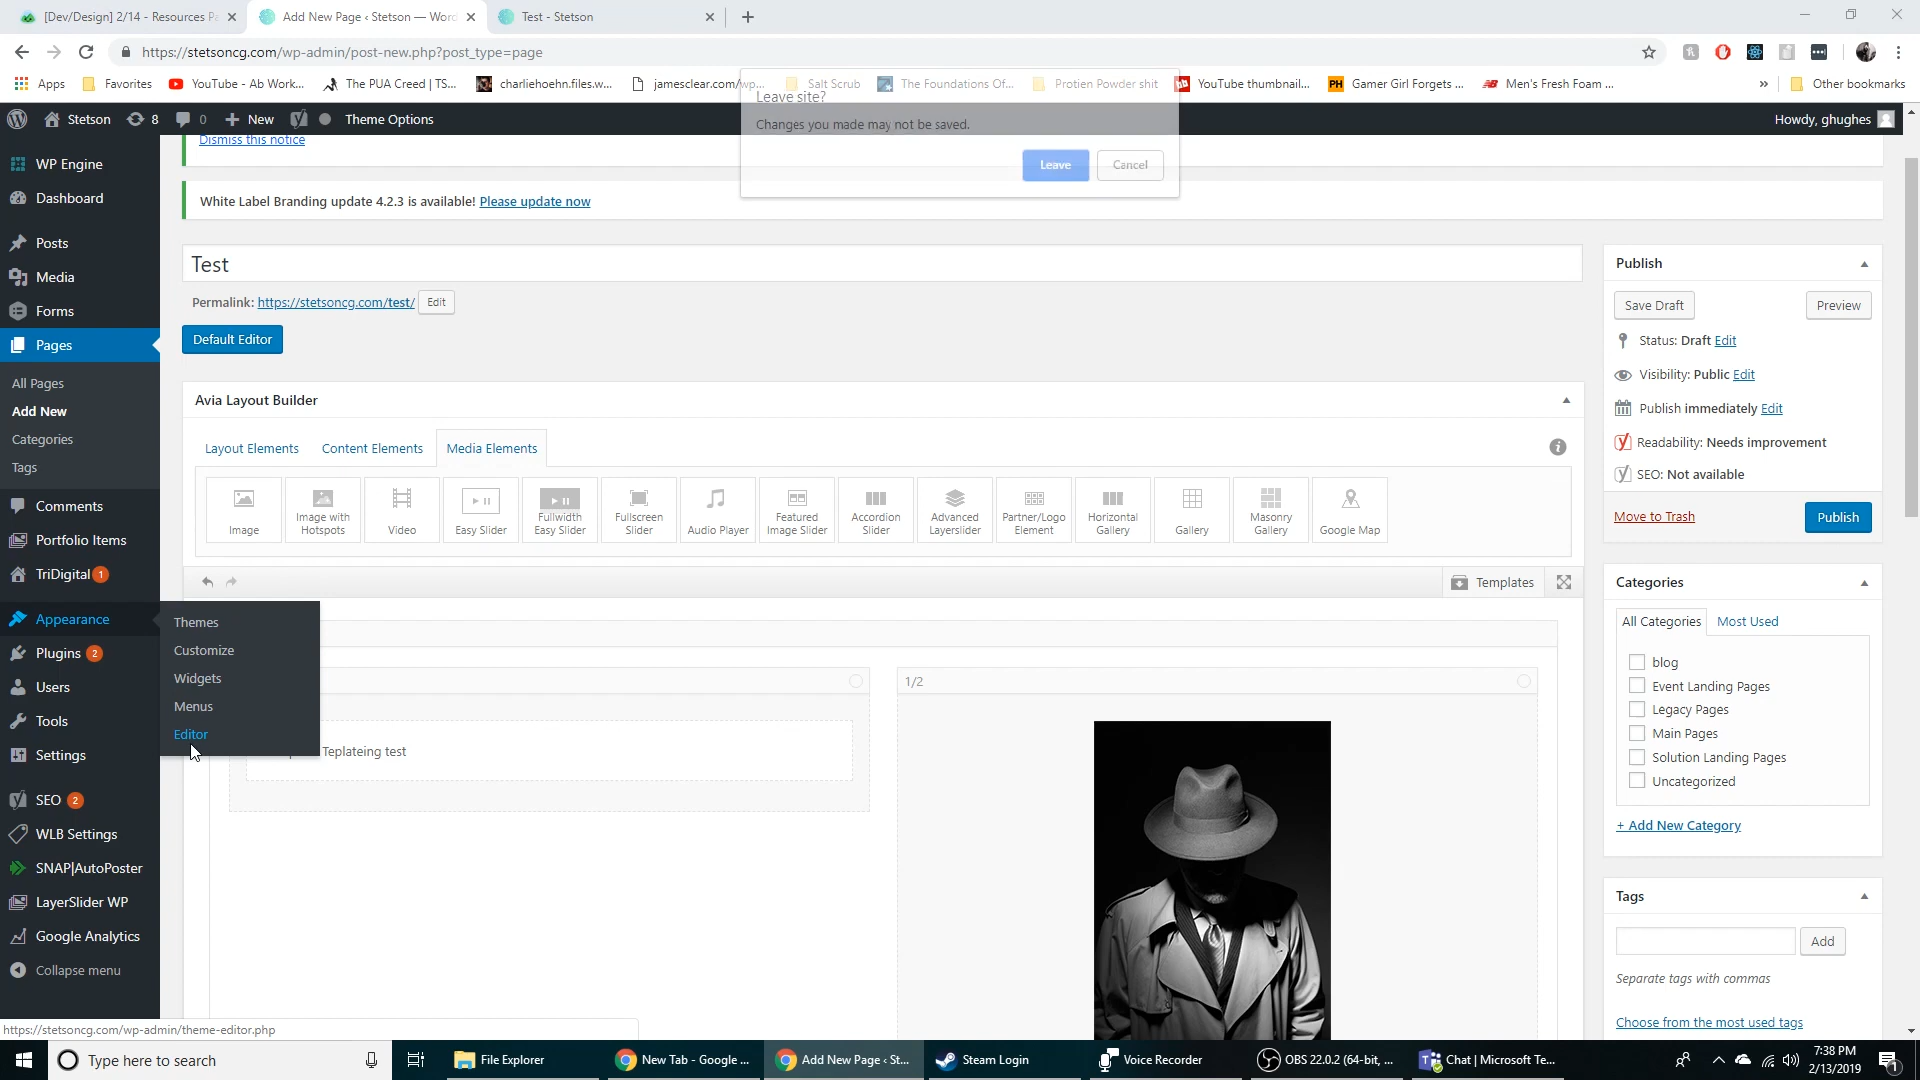 [Dev/Design] 2/14 - Resources Pa
Add New Page ‹ Stetson — Word
Test - Stetson
https://stetsoncg.com/wp-admin/post-new.php?post_type=page
Apps
Favorites
YouTube - Ab Work...
The PUA Creed | TS...
charliehoehn.files.w...
jamesclear.com/wp...
Salt Scrub
The Foundations Of...
Protien Powder shit
YouTube thumbnail...
PH
Gamer Girl Forgets ...
Men's Fresh Foam ...
»
Other bookmarks
Leave site?
Changes you made may not be saved.
Leave
Cancel
Stetson
8
0
New
Theme Options
Howdy, ghughes
Dismiss this notice
White Label Branding update 4.2.3 is available! Please update now
WP Engine
Dashboard
Posts
Media
Forms
Pages
All Pages
Add New
Categories
Tags
Comments
Portfolio Items
TriDigital 1
Appearance
Plugins 2
Users
Tools
Settings
SEO 2
WLB Settings
SNAP|AutoPoster
LayerSlider WP
Google Analytics
Collapse menu
Themes
Customize
Widgets
Menus
Editor
Test
Permalink: https://stetsoncg.com/test/ Edit
Default Editor
Avia Layout Builder
Layout Elements
Content Elements
Media Elements
Image
Image with
Hotspots
Video
Easy Slider
Fullwidth
Easy Slider
Fullscreen
Slider
Audio Player
Featured
Image Slider
Accordion
Slider
Advanced
Layerslider
Partner/Logo
Element
Horizontal
Gallery
Gallery
Masonry
Gallery
Google Map
Templates
Teplateing test
1/2
Publish
Save Draft
Preview
Status: Draft Edit
Visibility: Public Edit
Publish immediately Edit
Readability: Needs improvement
SEO: Not available
Move to Trash
Publish
Categories
All Categories
Most Used
blog
Event Landing Pages
Legacy Pages
Main Pages
Solution Landing Pages
Uncategorized
+ Add New Category
Tags
Add
Separate tags with commas
Choose from the most used tags
https://stetsoncg.com/wp-admin/theme-editor.php
Type here to search
File Explorer
New Tab - Google ...
Add New Page ‹ St...
Steam Login
Voice Recorder
OBS 22.0.2 (64-bit, ...
Chat | Microsoft Te...
7:38 PM
2/13/2019
1